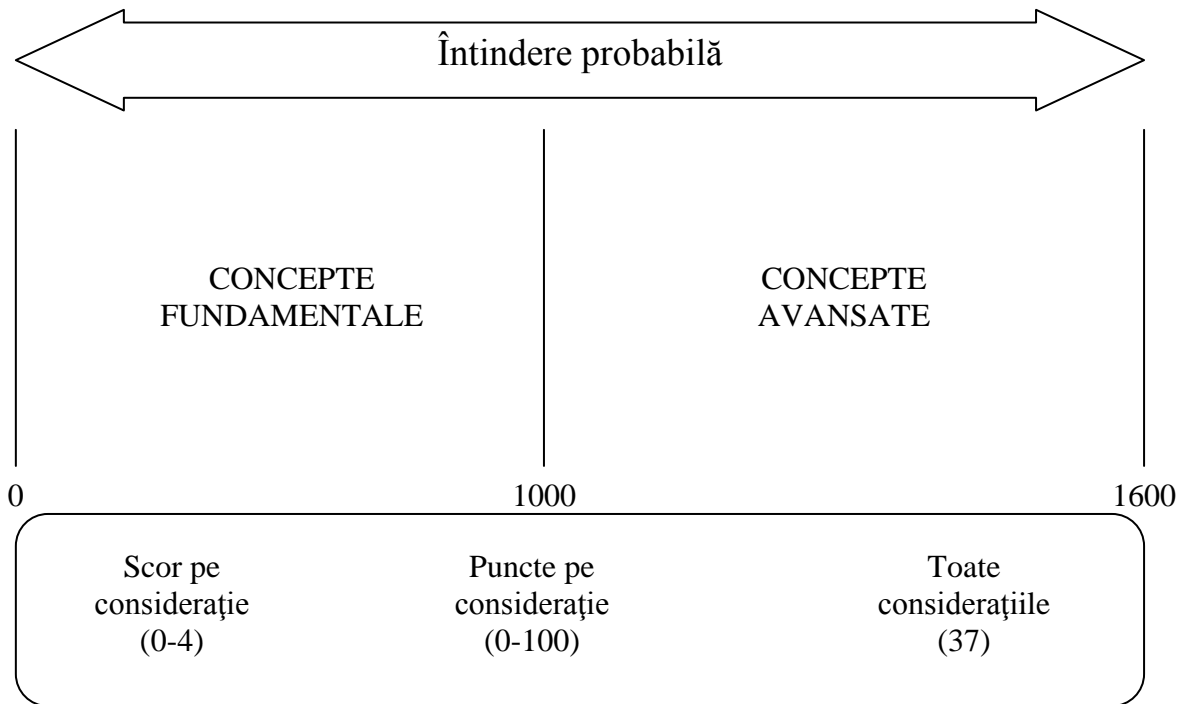 Întindere probabilă
CONCEPTE
FUNDAMENTALE
CONCEPTE
AVANSATE
0
1000
1600
Scor pe
consideraţie
(0-4)
Puncte pe
consideraţie
(0-100)
Toate
consideraţiile
(37)